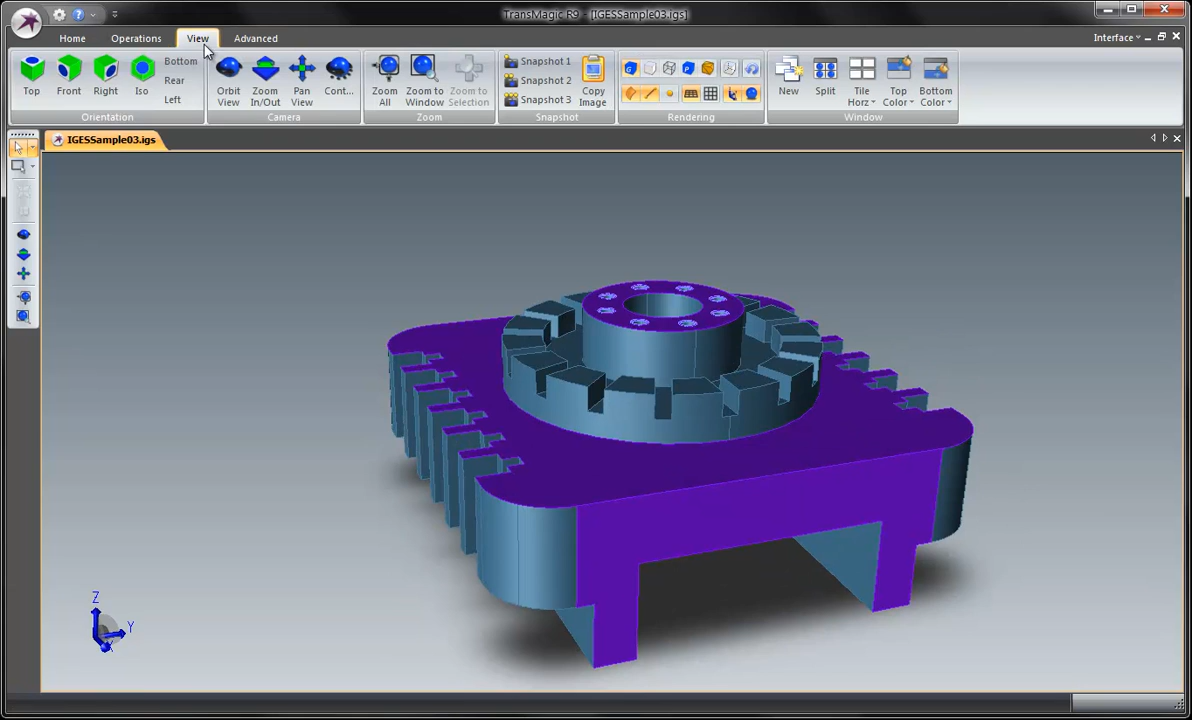 TransMagic R9 - [IGESSample03.igs]
Home Operations View Advanced Interface
Top Front Right Iso Bottom Rear Left
Orbit View Zoom In/Out Pan View Cont...
Zoom All Zoom to Window Zoom to Selection
Snapshot 1
Snapshot 2
Snapshot 3
Copy Image
New Split Tile Horz Top Color Bottom Color
Orientation Camera Zoom Snapshot Rendering Window
IGESSample03.igs
Z
Y
X